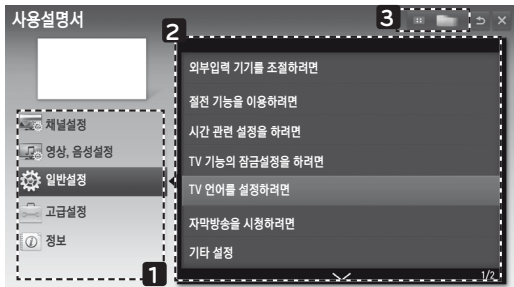 사용설명서
3
2
외부입력 기기를 조절하려면
절전 기능을 이용하려면
시간 관련 설정을 하려면
TV 기능의 잠금설정을 하려면
TV 언어를 설정하려면
자막방송을 시청하려면
기타 설정
1/2
채널설정
영상, 음성설정
일반설정
고급설정
정보
1